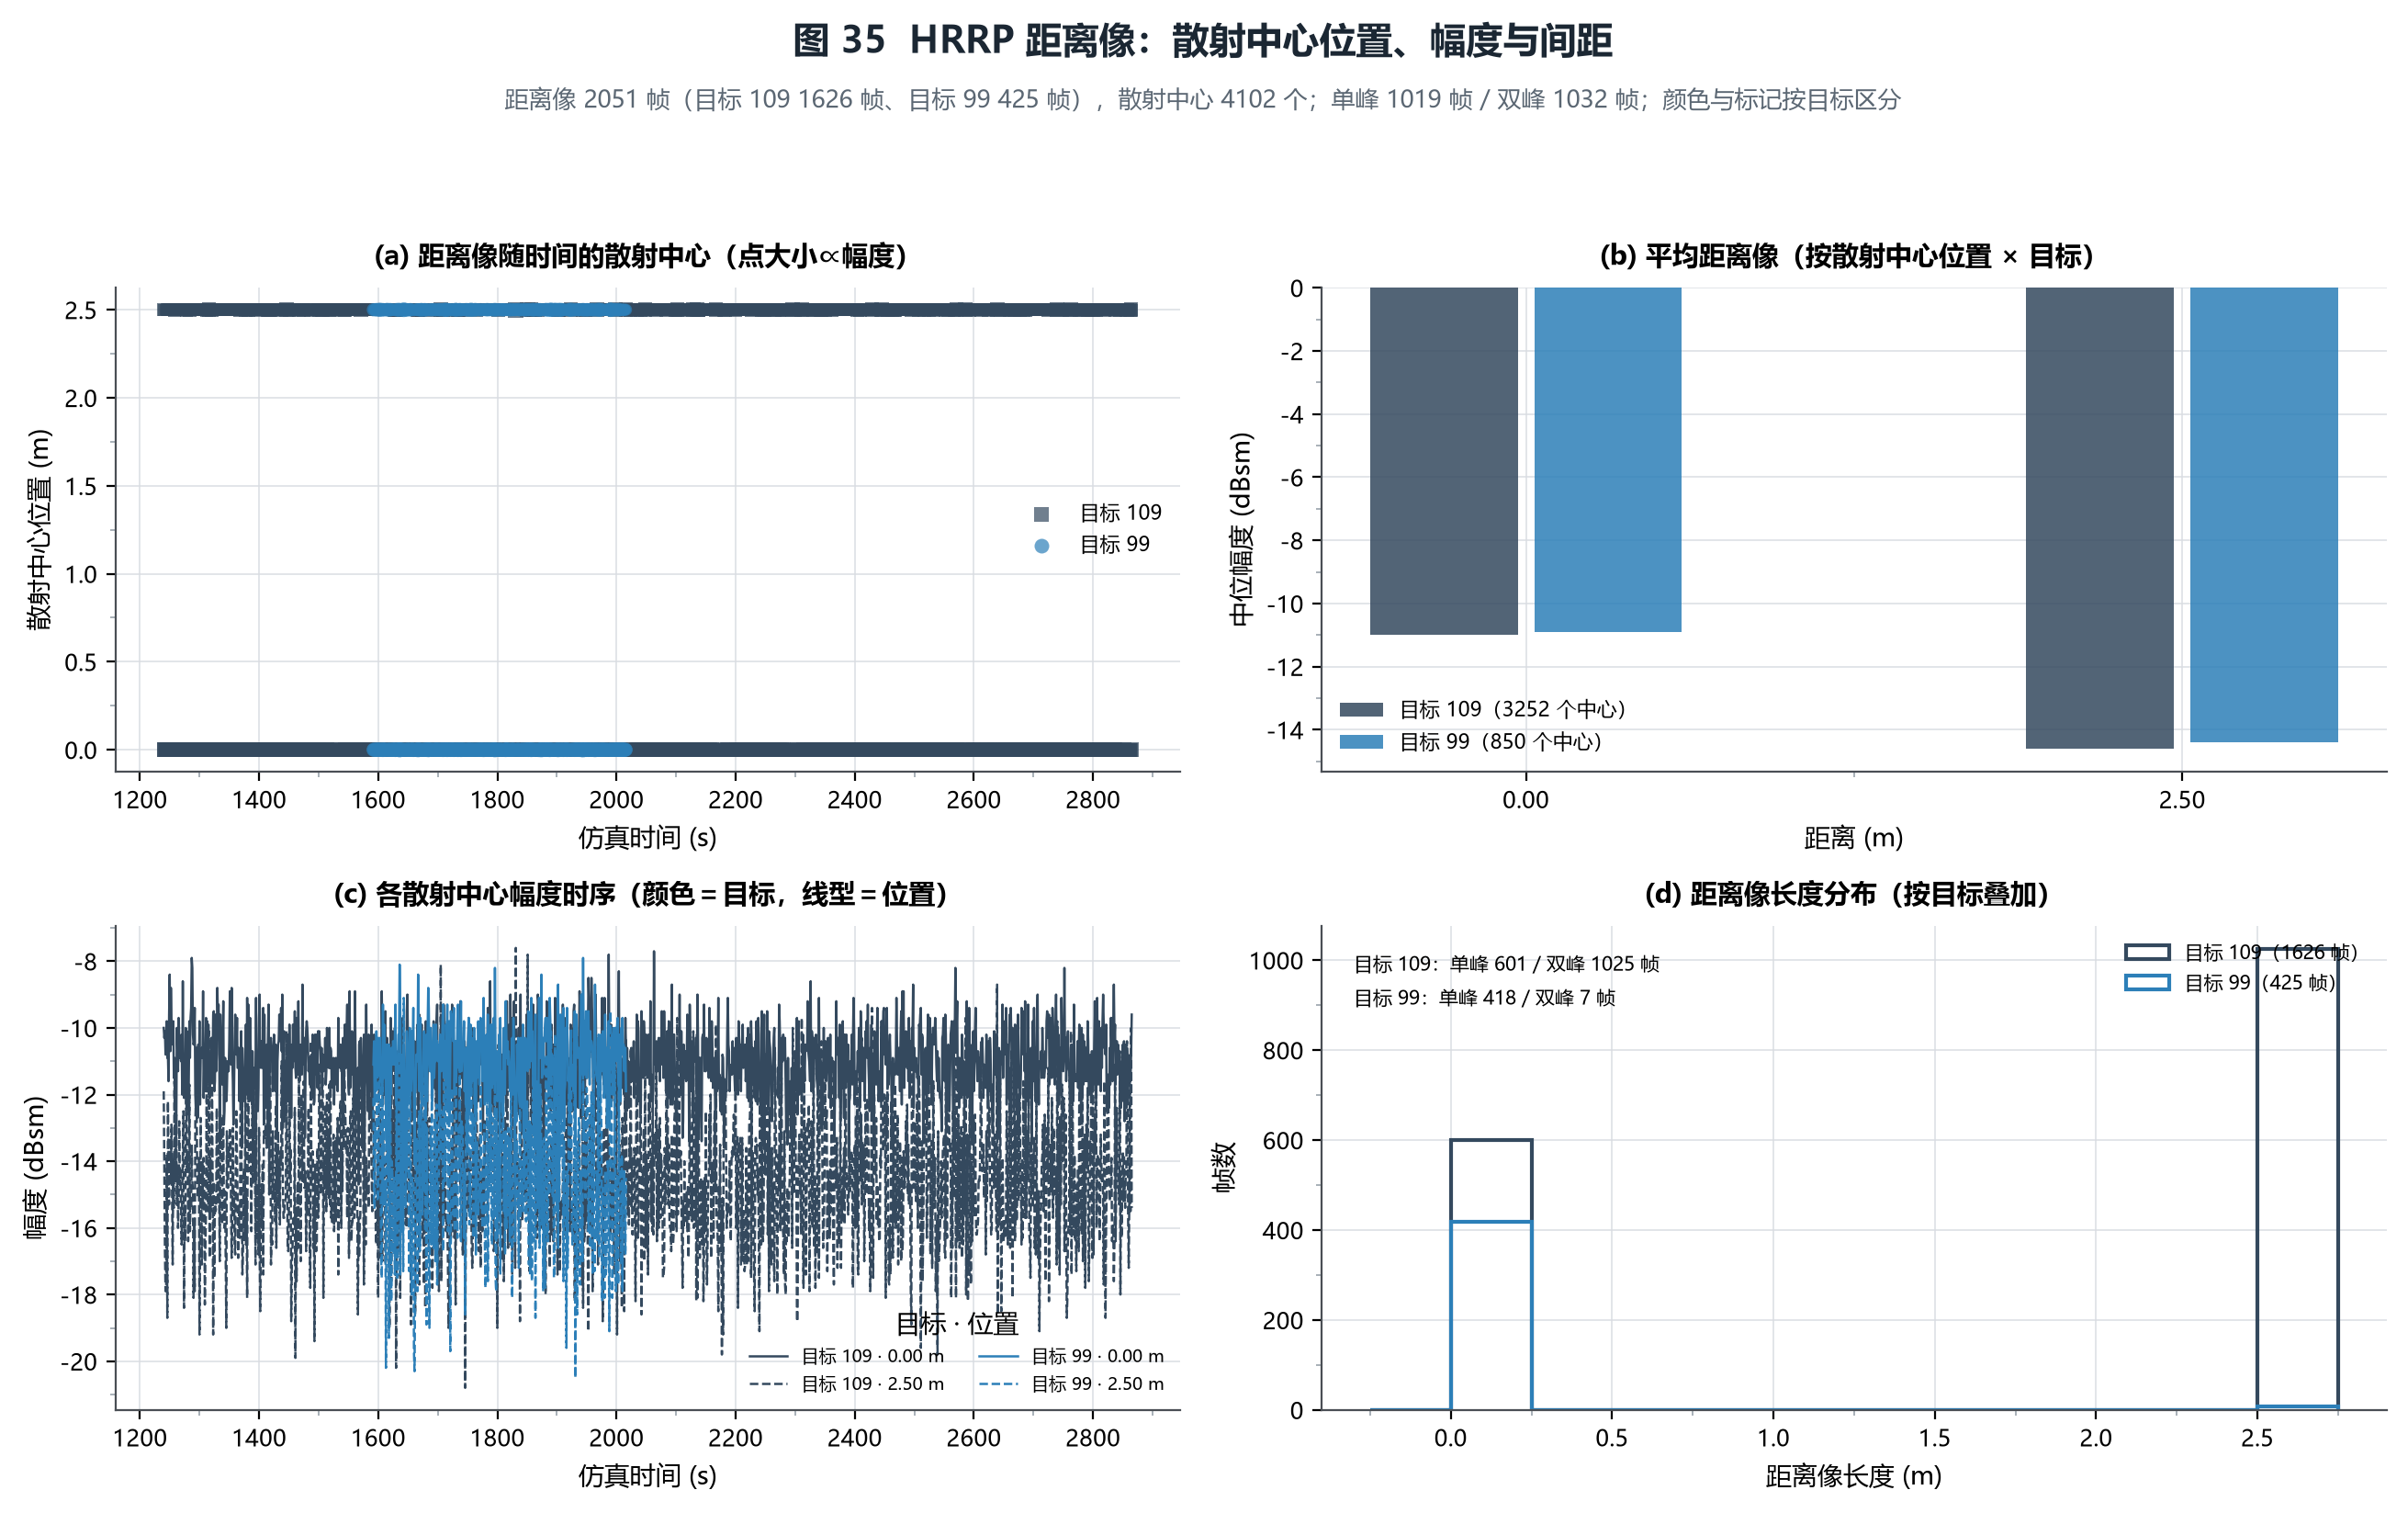 图 35 HRRP 距离像：散射中心位置、幅度与间距
距离像 2051 帧（目标 109 1626 帧、目标 99 425 帧），散射中心 4102 个；单峰 1019 帧 / 双峰 1032 帧；颜色与标记按目标区分
(a) 距离像随时间的散射中心（点大小∝幅度）
散射中心位置 (m)
2.5
2.0
1.5
1.0
0.5
0.0
目标 109
目标 99
1200 1400 1600 1800 2000 2200 2400 2600 2800
仿真时间 (s)
(b) 平均距离像（按散射中心位置 × 目标）
中位幅度 (dBsm)
0
-2
-4
-6
-8
-10
-12
-14
目标 109（3252 个中心）
目标 99（850 个中心）
0.00 2.50
距离 (m)
(c) 各散射中心幅度时序（颜色＝目标，线型＝位置）
幅度 (dBsm)
-8
-10
-12
-14
-16
-18
-20
目标 · 位置
目标 109 · 0.00 m 目标 99 · 0.00 m
目标 109 · 2.50 m 目标 99 · 2.50 m
1200 1400 1600 1800 2000 2200 2400 2600 2800
仿真时间 (s)
(d) 距离像长度分布（按目标叠加）
帧数
1000
800
600
400
200
0
目标 109：单峰 601 / 双峰 1025 帧
目标 99：单峰 418 / 双峰 7 帧
目标 109（1626 帧）
目标 99（425 帧）
0.0 0.5 1.0 1.5 2.0 2.5
距离像长度 (m)